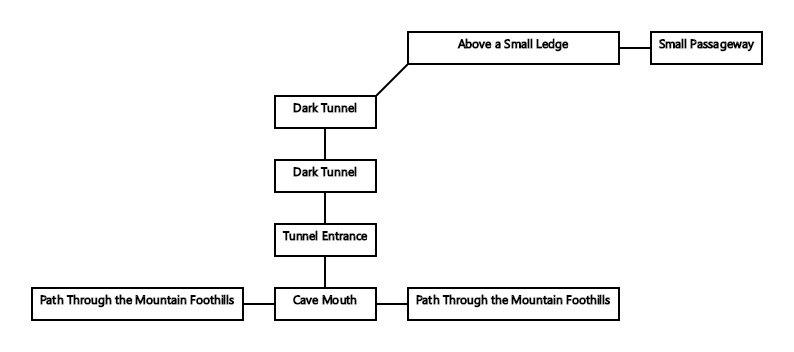 Above a Small Ledge
Small Passageway
Dark Tunnel
Dark Tunnel
Tunnel Entrance
Path Through the Mountain Foothills
Cave Mouth
Path Through the Mountain Foothills